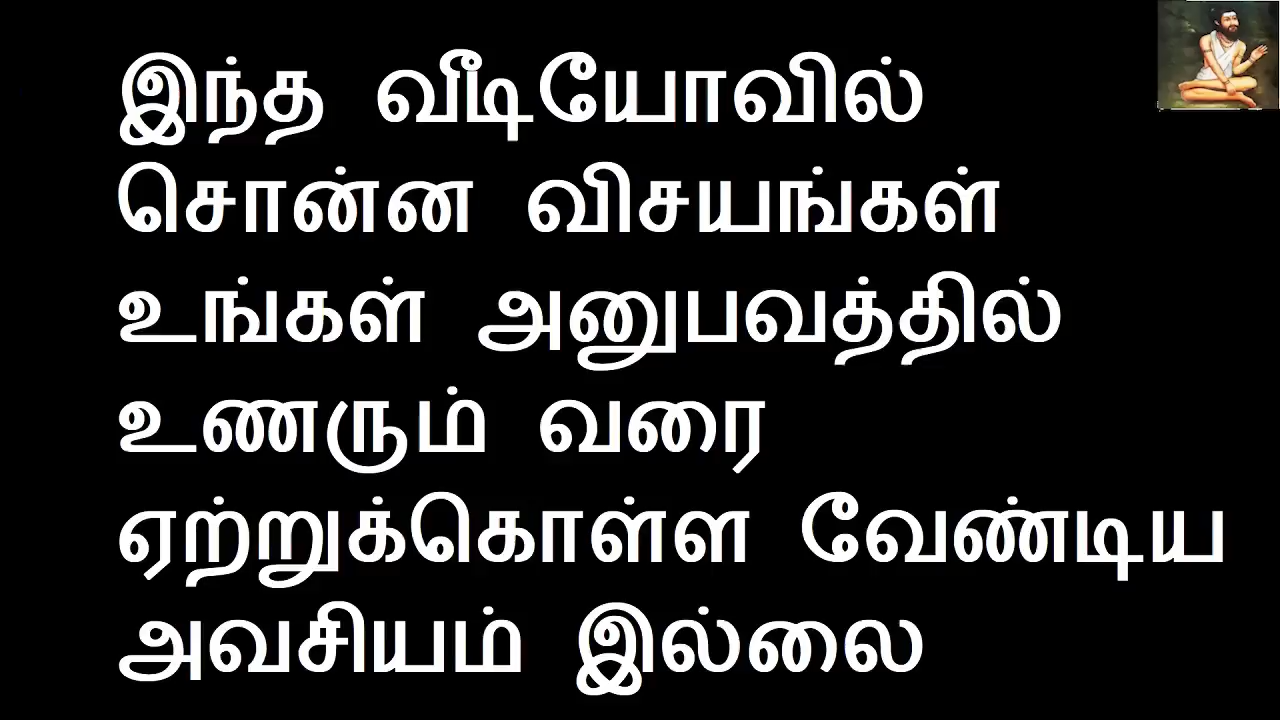 இந்த வீடியோவில்
சொன்ன விசயங்கள்
உங்கள் அனுபவத்தில்
உணரும் வரை
ஏற்றுக்கொள்ள வேண்டிய
அவசியம் இல்லை